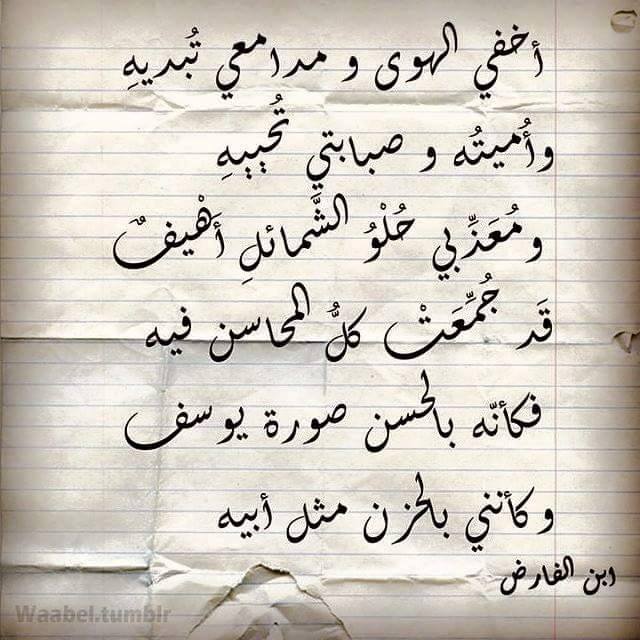 أخفي الهوى و مدامعي تُبديهِ
وأُميتُه و صبابتي تُحييهِ
ومُعَذِّبي حُلْوُ الشَّمائلِ أَهْيفٌ
قَد جُمِّعَتْ كلُّ المحاسن فيه
فكأنّه بالحسن صورة يوسف
وكأنني بالحزن مثل أبيه
ابن الفارض
Waabel.tumblr